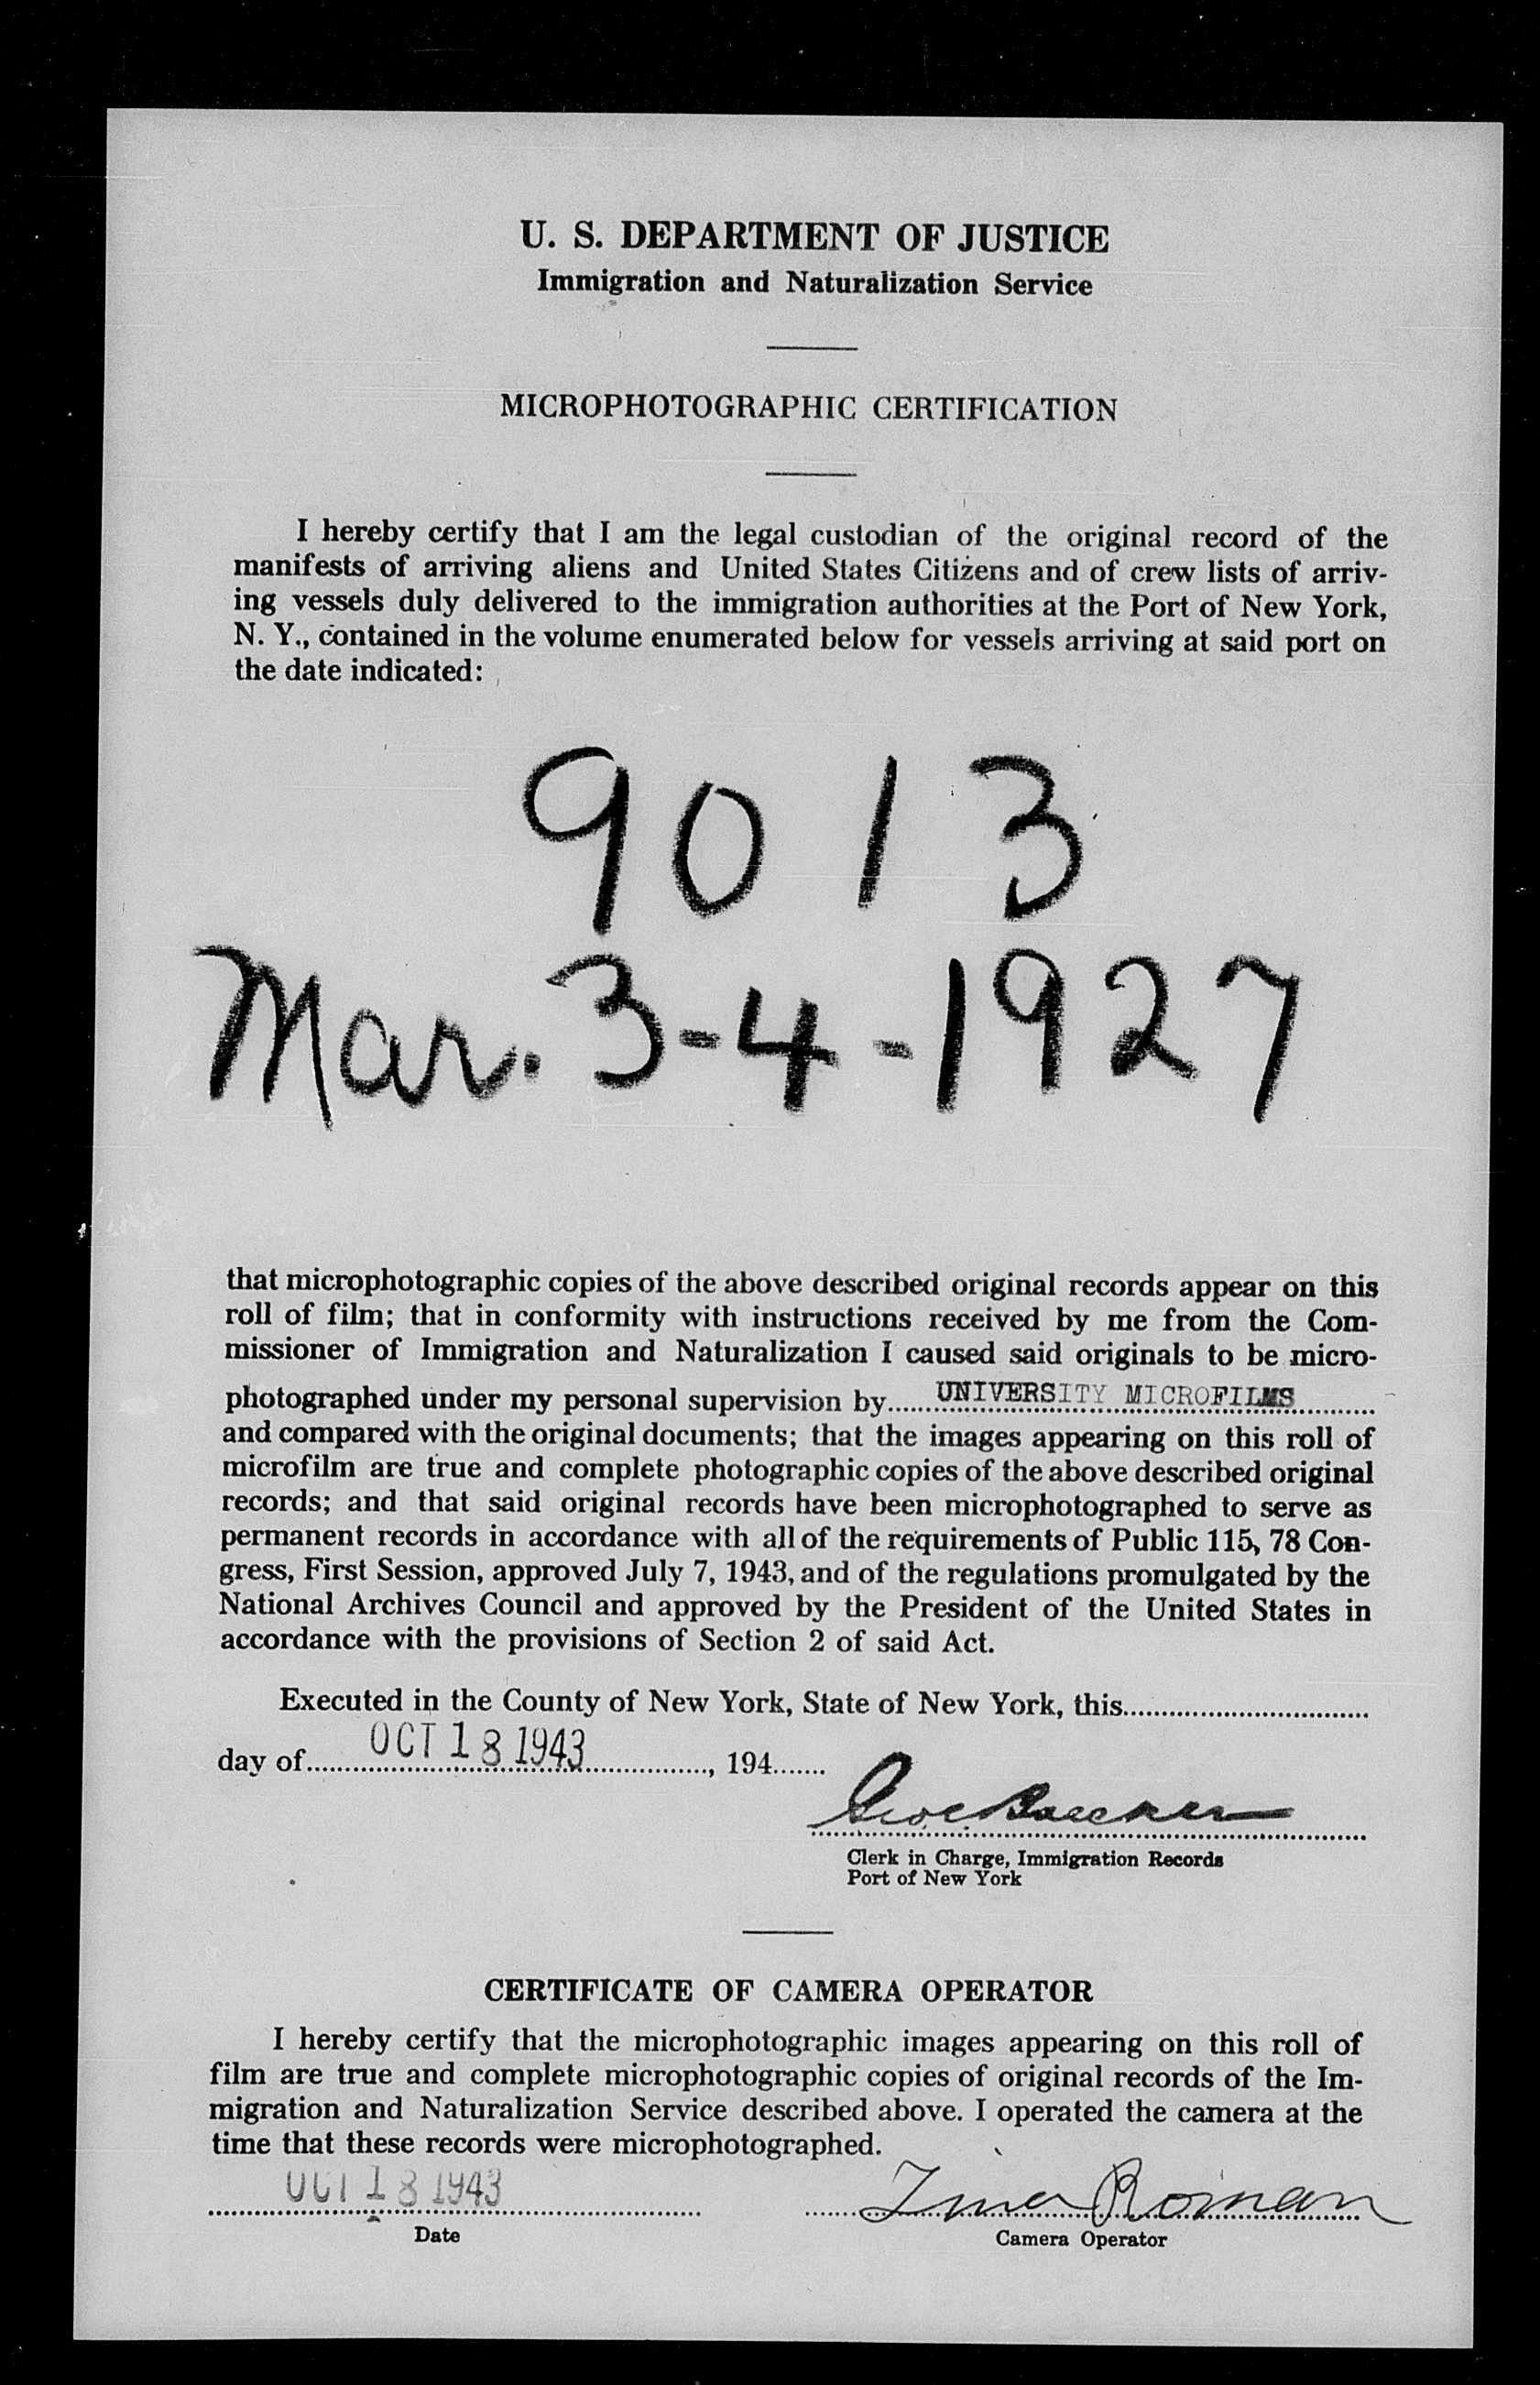 U. S. DEPARTMENT OF JUSTICE
Immigration and Naturalization Service
MICROPHOTOGRAPHIC CERTIFICATION
I hereby certify that I am the legal custodian of the original record of the
manifests of arriving aliens and United States Citizens and of crew lists of arriv-
ing vessels duly delivered to the immigration authorities at the Port of New York,
N. Y., contained in the volume enumerated below for vessels arriving at said port on
the date indicated:
9013
Mar. 3-4-1927
that microphotographic copies of the above described original records appear on this
roll of film; that in conformity with instructions received by me from the Com-
missioner of Immigration and Naturalization I caused said originals to be micro-
photographed under my personal supervision by UNIVERSITY MICROFILMS
and compared with the original documents; that the images appearing on this roll of
microfilm are true and complete photographic copies of the above described original
records; and that said original records have been microphotographed to serve as
permanent records in accordance with all of the requirements of Public 115, 78 Con-
gress, First Session, approved July 7, 1943, and of the regulations promulgated by the
National Archives Council and approved by the President of the United States in
accordance with the provisions of Section 2 of said Act.
Executed in the County of New York, State of New York, this
day of OCT 18 1943, 194
Clerk in Charge, Immigration Records
Port of New York
CERTIFICATE OF CAMERA OPERATOR
I hereby certify that the microphotographic images appearing on this roll of
film are true and complete microphotographic copies of original records of the Im-
migration and Naturalization Service described above. I operated the camera at the
time that these records were microphotographed.
OCT 18 1943 Roman
Date Camera Operator